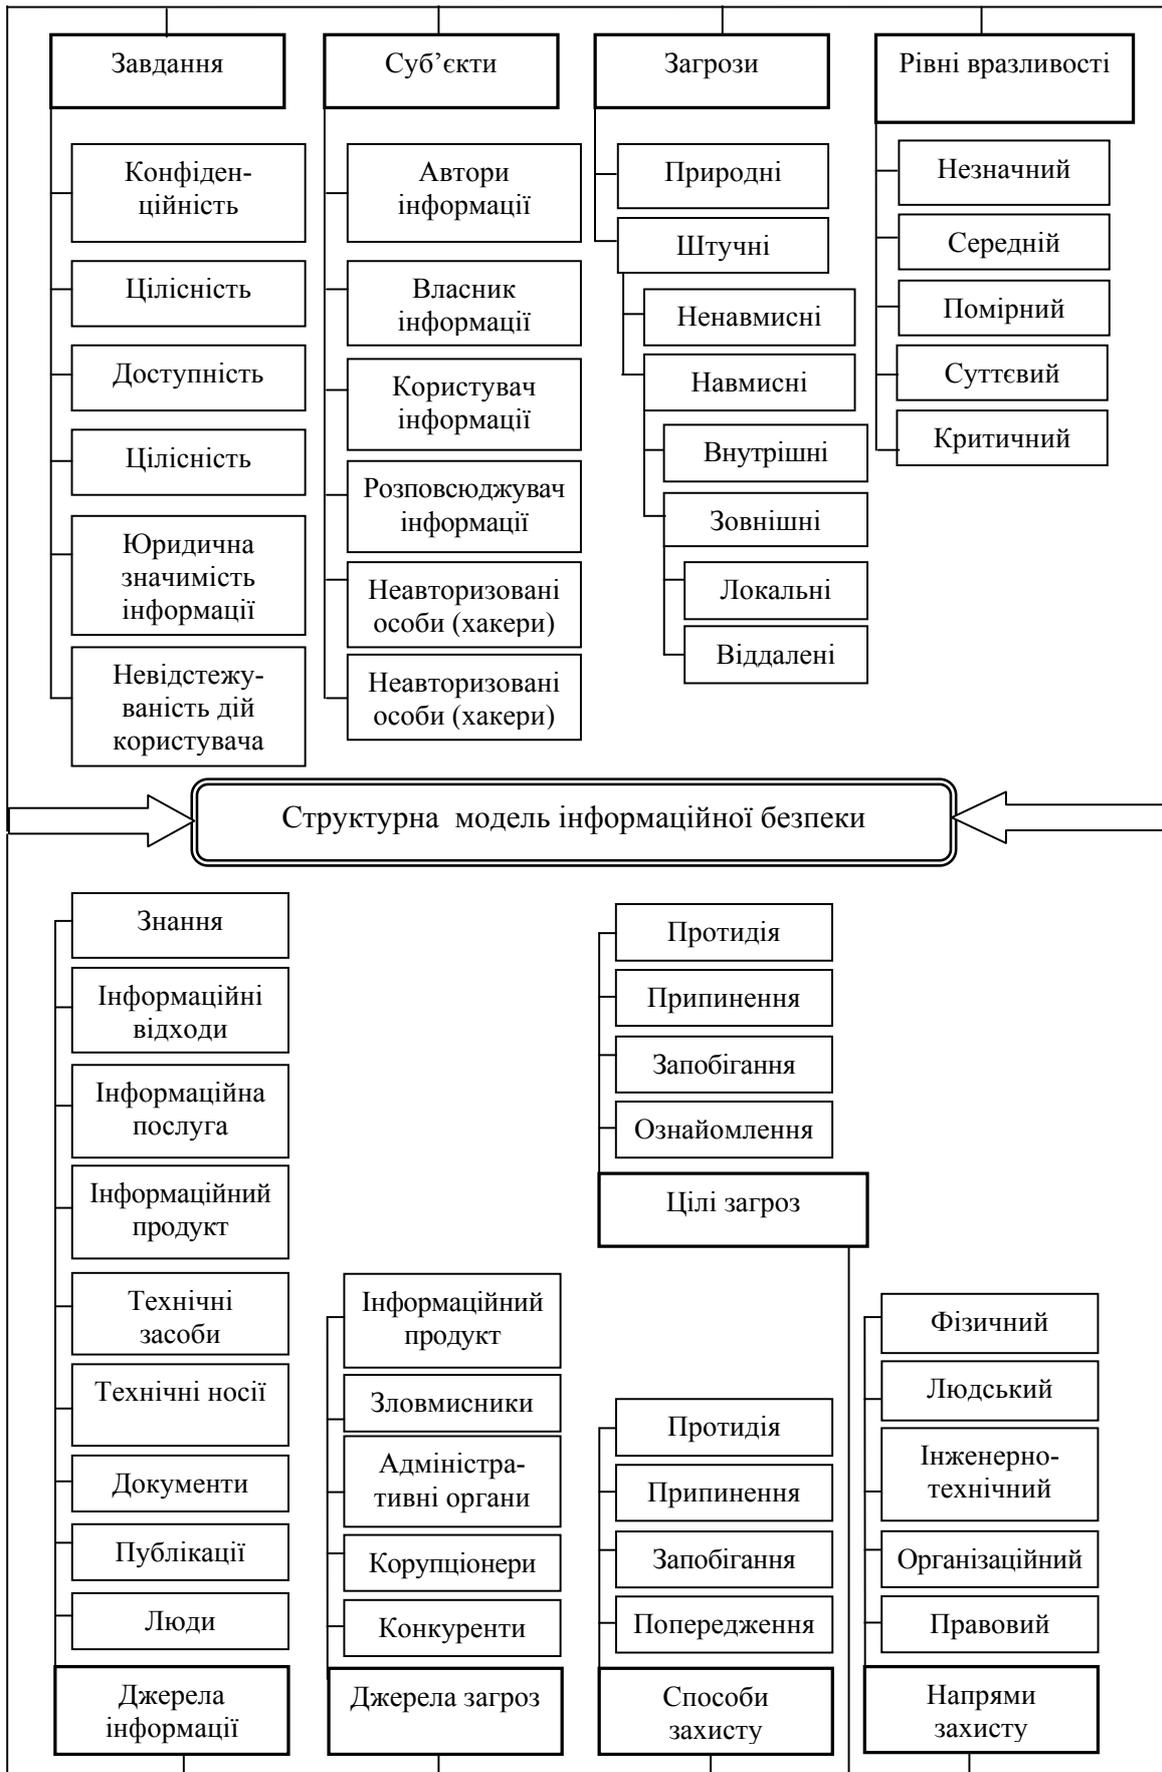 Завдання
Конфіден-
ційність
Цілісність
Доступність
Цілісність
Юридична
значимість
інформації
Невідстежу-
ваність дій
користувача
Суб’єкти
Автори
інформації
Власник
інформації
Користувач
інформації
Розповсюджувач
інформації
Неавторизовані
особи (хакери)
Неавторизовані
особи (хакери)
Загрози
Природні
Штучні
Ненавмисні
Навмисні
Внутрішні
Зовнішні
Локальні
Віддалені
Рівні вразливості
Незначний
Середній
Помірний
Суттєвий
Критичний
Структурна модель інформаційної безпеки
Знання
Інформаційні
відходи
Інформаційна
послуга
Інформаційний
продукт
Технічні
засоби
Технічні носії
Документи
Публікації
Люди
Джерела
інформації
Інформаційний
продукт
Зловмисники
Адміністра-
тивні органи
Корупціонери
Конкуренти
Джерела загроз
Протидія
Припинення
Запобігання
Ознайомлення
Цілі загроз
Протидія
Припинення
Запобігання
Попередження
Способи
захисту
Фізичний
Людський
Інженерно-
технічний
Організаційний
Правовий
Напрями
захисту